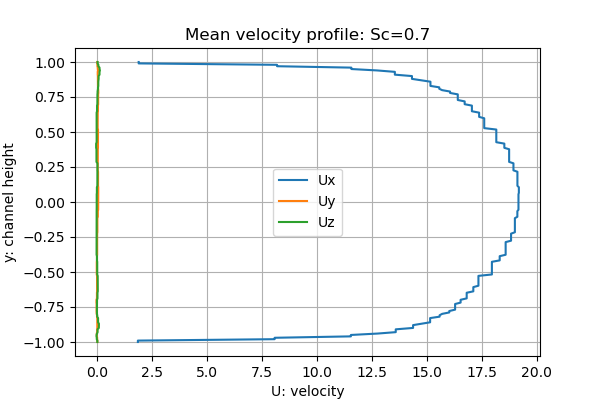 Mean velocity profile: Sc=0.7
y: channel height
1.00
0.75
0.50
0.25
0.00
−0.25
−0.50
−0.75
−1.00
Ux
Uy
Uz
0.0 2.5 5.0 7.5 10.0 12.5 15.0 17.5 20.0
U: velocity